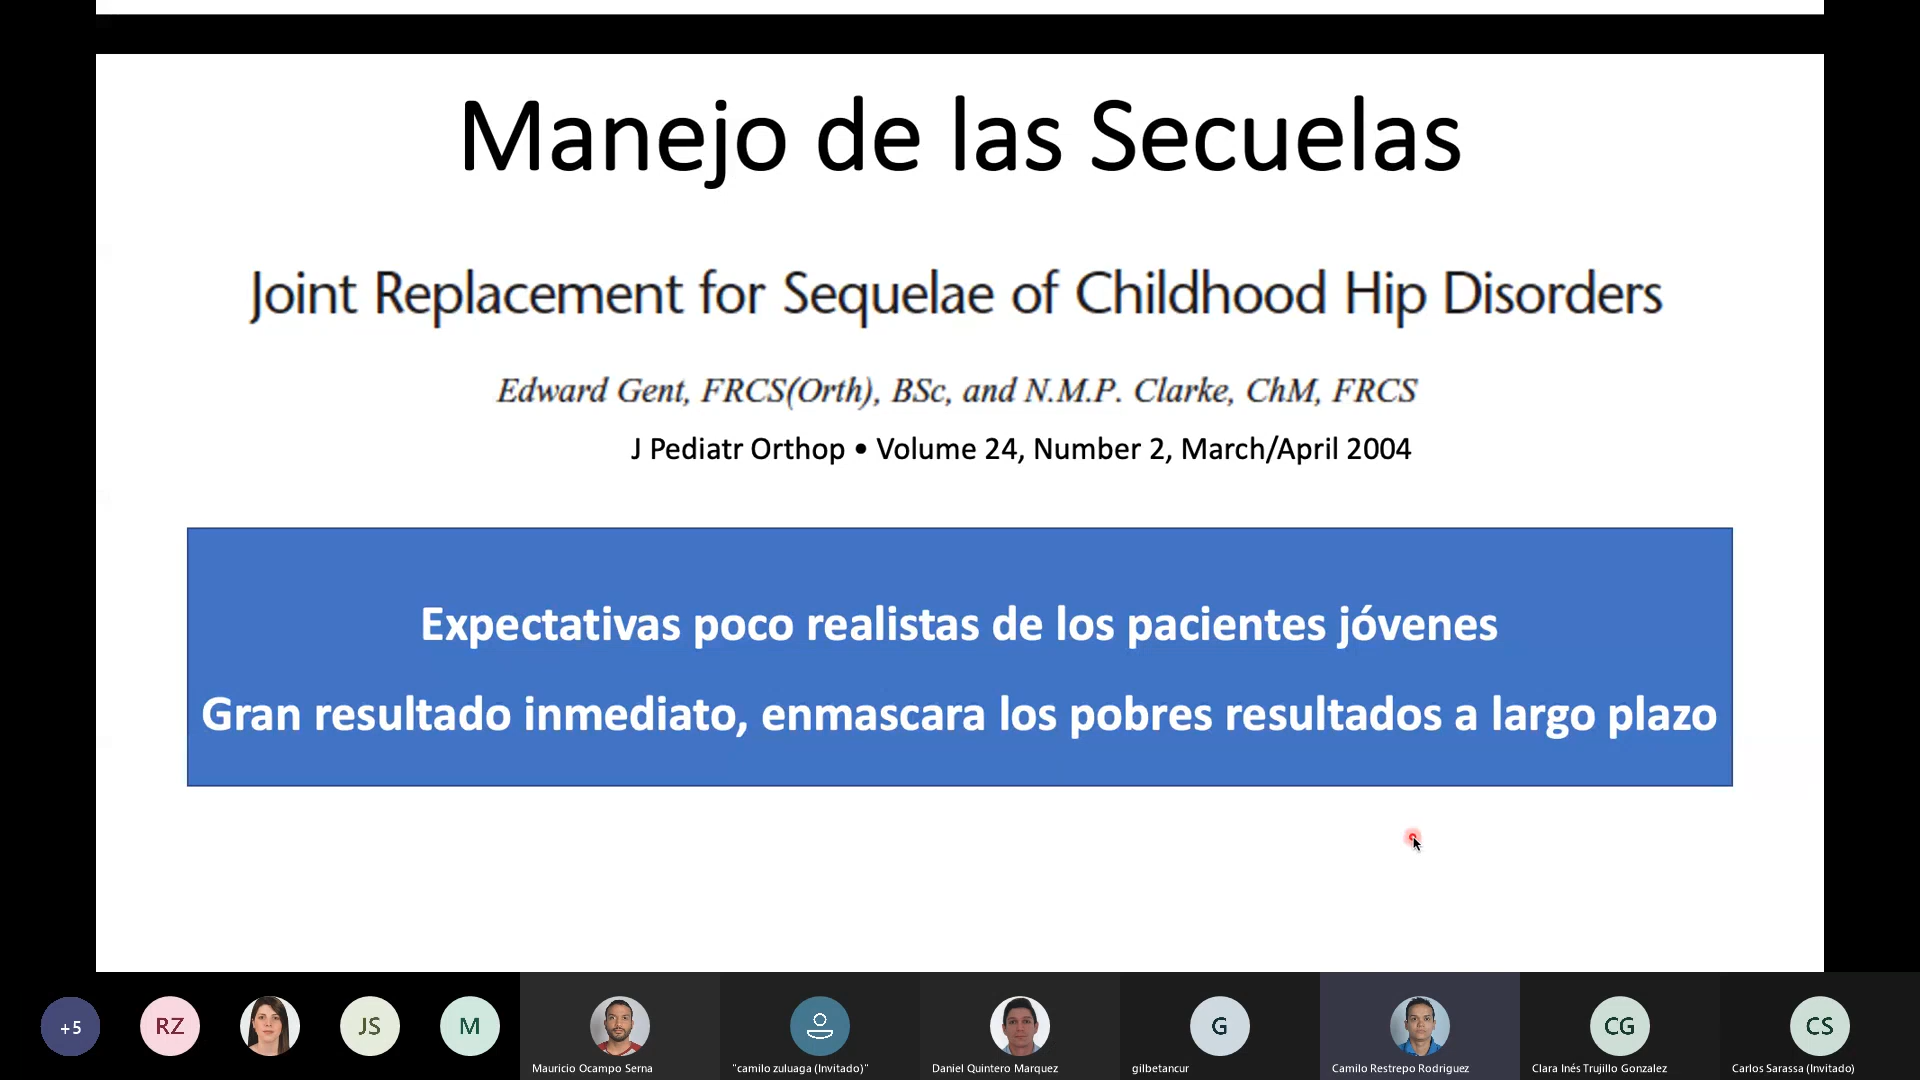 Manejo de las Secuelas
Joint Replacement for Sequelae of Childhood Hip Disorders
Edward Gent, FRCS(Orth), BSc, and N.M.P. Clarke, ChM, FRCS
J Pediatr Orthop • Volume 24, Number 2, March/April 2004
Expectativas poco realistas de los pacientes jóvenes
Gran resultado inmediato, enmascara los pobres resultados a largo plazo
+5
RZ
JS
M
G
CG
CS
Mauricio Ocampo Serna
"camilo zuluaga (Invitado)"
Daniel Quintero Marquez
gilbetancur
Camilo Restrepo Rodriguez
Clara Inés Trujillo Gonzalez
Carlos Sarassa (Invitado)